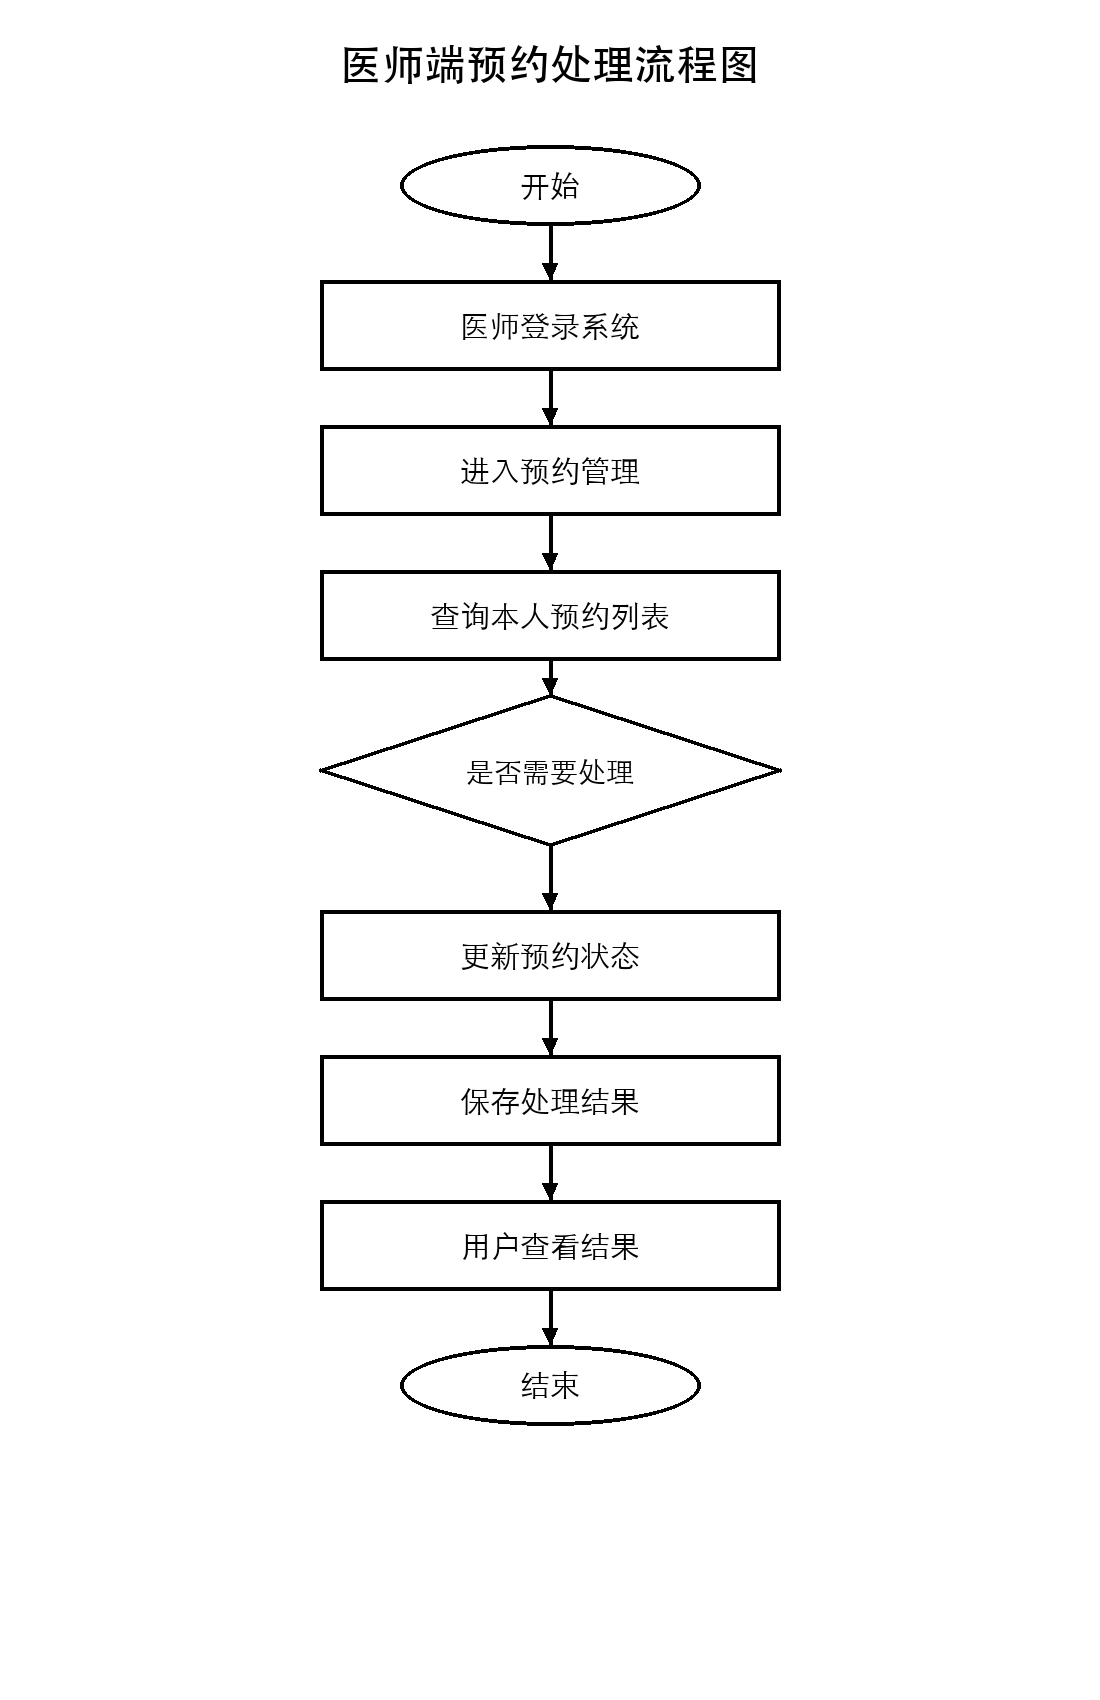 医师端预约处理流程图
开始
医师登录系统
进入预约管理
查询本人预约列表
是否需要处理
更新预约状态
保存处理结果
用户查看结果
结束